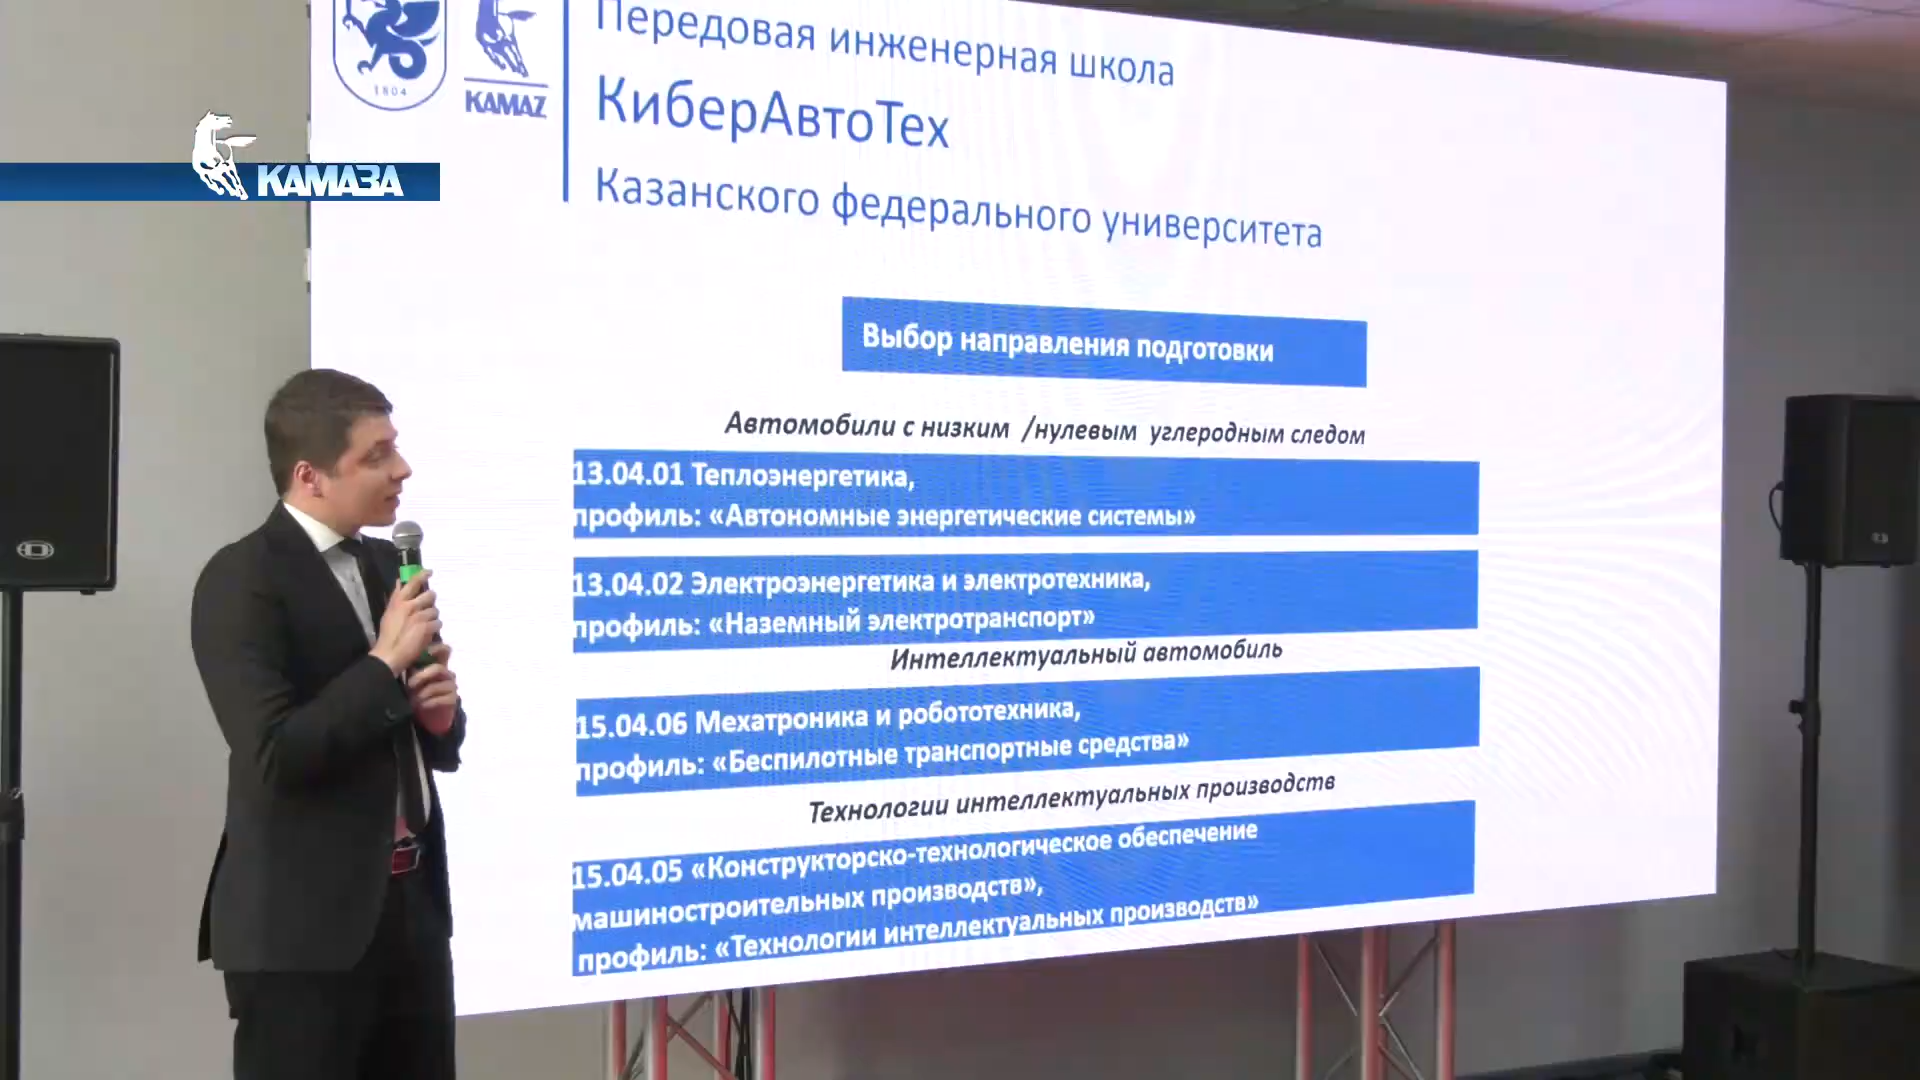 1804
KAMAZ
Передовая инженерная школа
КиберАвтоТех
Казанского федерального университета
КАМАЗА
Выбор направления подготовки
Автомобили с низким /нулевым углеродным следом
13.04.01 Теплоэнергетика,
профиль: «Автономные энергетические системы»
13.04.02 Электроэнергетика и электротехника,
профиль: «Наземный электротранспорт»
Интеллектуальный автомобиль
15.04.06 Мехатроника и робототехника,
профиль: «Беспилотные транспортные средства»
Технологии интеллектуальных производств
15.04.05 «Конструкторско-технологическое обеспечение
машиностроительных производств»,
профиль: «Технологии интеллектуальных производств»